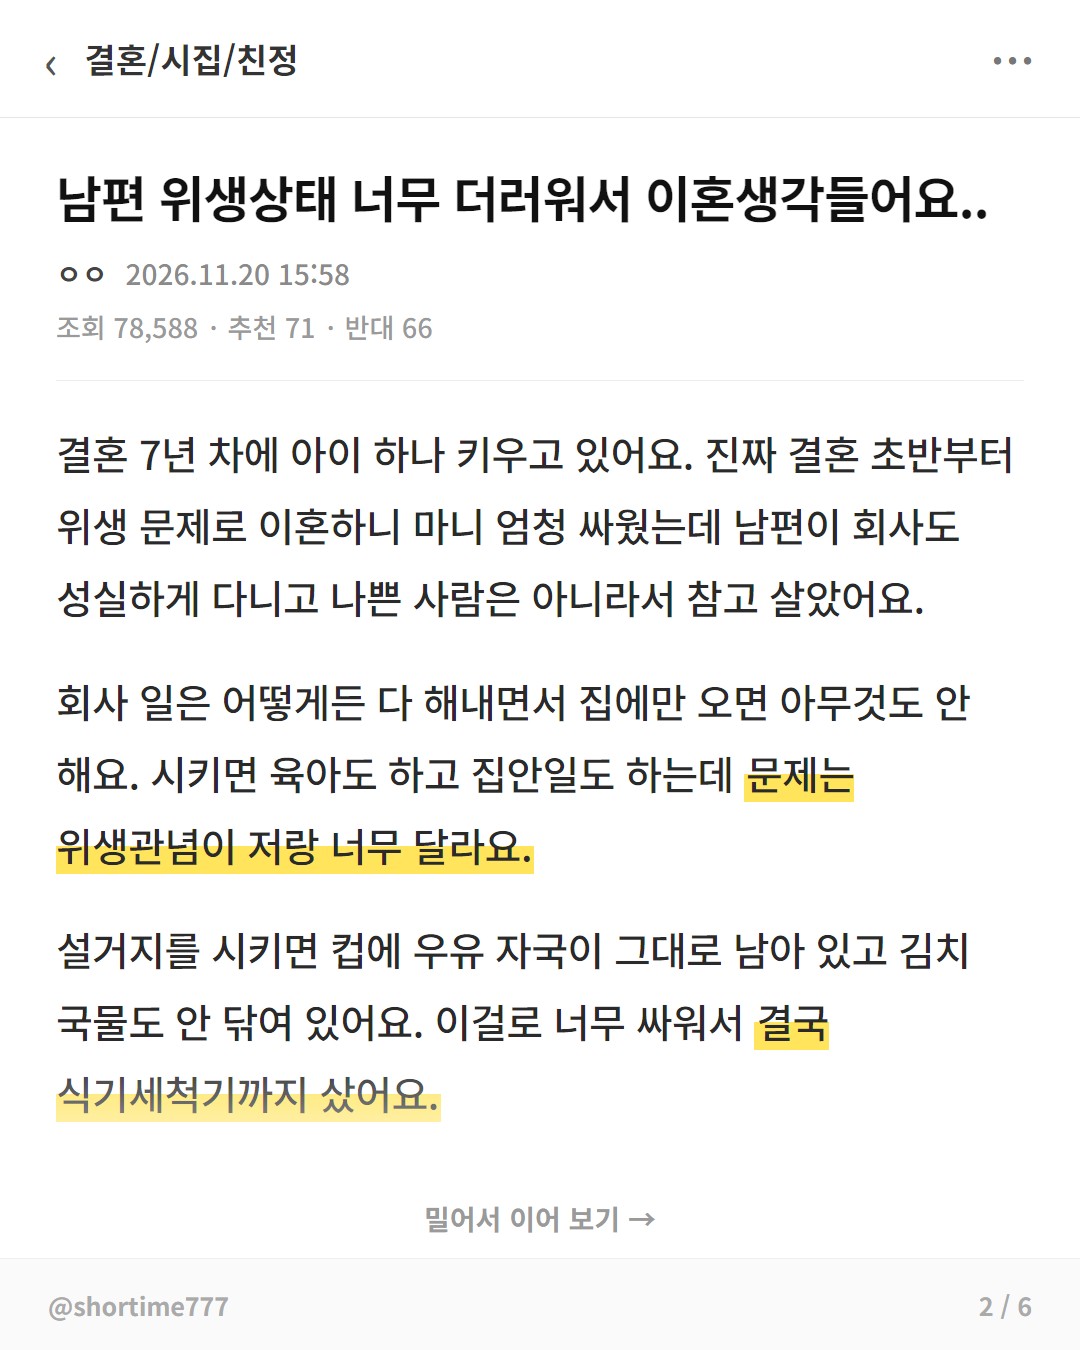 ‹ 결혼/시집/친정 •••
남편 위생상태 너무 더러워서 이혼생각들어요..
ㅇㅇ 2026.11.20 15:58
조회 78,588 · 추천 71 · 반대 66
결혼 7년 차에 아이 하나 키우고 있어요. 진짜 결혼 초반부터
위생 문제로 이혼하니 마니 엄청 싸웠는데 남편이 회사도
성실하게 다니고 나쁜 사람은 아니라서 참고 살았어요.
회사 일은 어떻게든 다 해내면서 집에만 오면 아무것도 안
해요. 시키면 육아도 하고 집안일도 하는데 문제는
위생관념이 저랑 너무 달라요.
설거지를 시키면 컵에 우유 자국이 그대로 남아 있고 김치
국물도 안 닦여 있어요. 이걸로 너무 싸워서 결국
식기세척기까지 샀어요.
밀어서 이어 보기 →
@shortime777 2 / 6